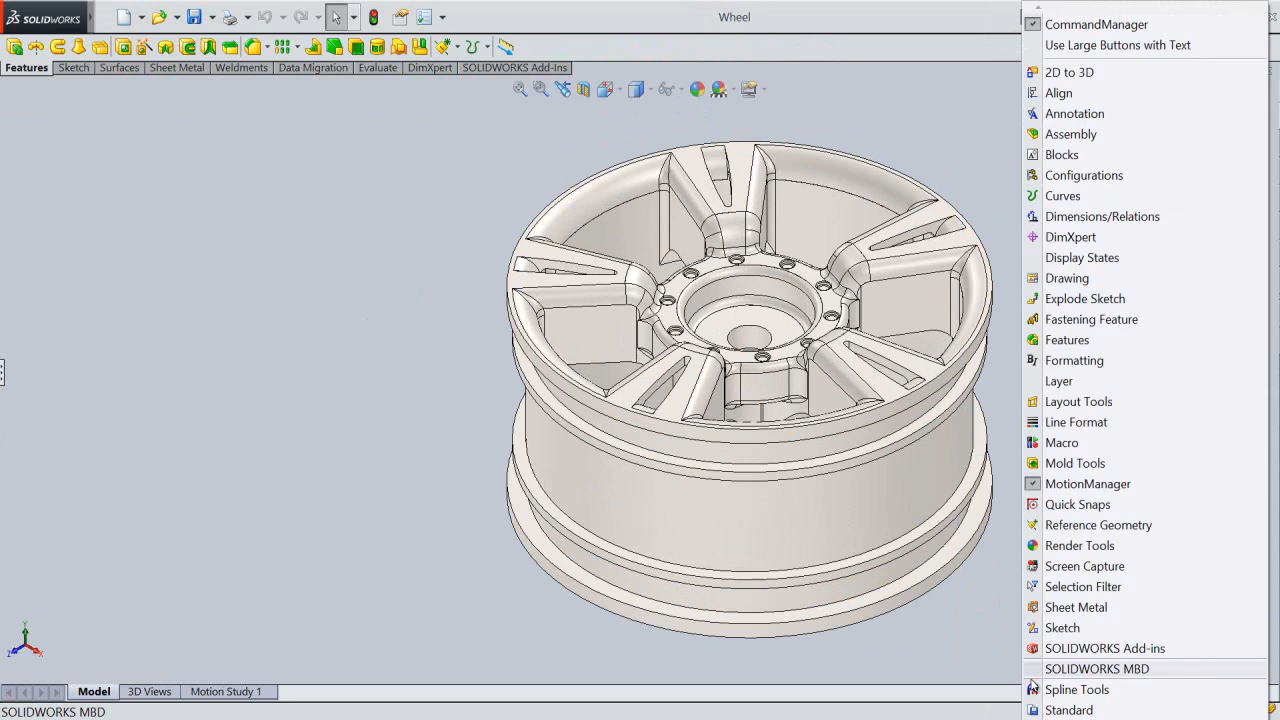 SOLIDWORKS
Wheel
CommandManager
Use Large Buttons with Text
Features Sketch Surfaces Sheet Metal Weldments Data Migration Evaluate DimXpert SOLIDWORKS Add-Ins
2D to 3D
Align
Annotation
Assembly
Blocks
Configurations
Curves
Dimensions/Relations
DimXpert
Display States
Drawing
Explode Sketch
Fastening Feature
Features
Formatting
Layer
Layout Tools
Line Format
Macro
Mold Tools
MotionManager
Quick Snaps
Reference Geometry
Render Tools
Screen Capture
Selection Filter
Sheet Metal
Sketch
SOLIDWORKS Add-ins
SOLIDWORKS MBD
Spline Tools
Standard
Y
Z X
Model 3D Views Motion Study 1
SOLIDWORKS MBD